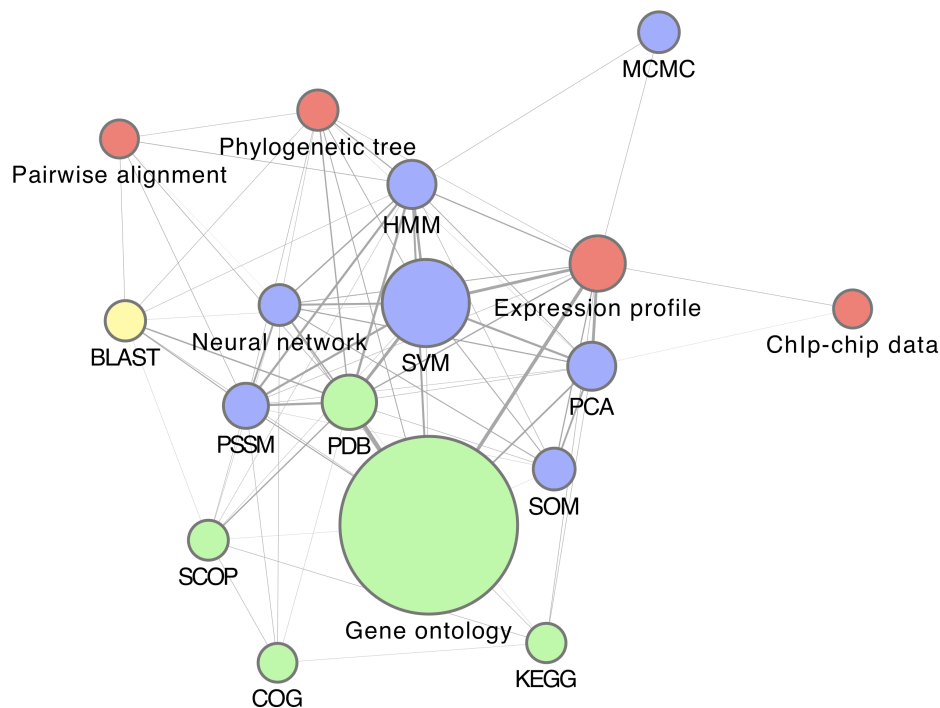 MCMC
Phylogenetic tree
Pairwise alignment
HMM
Expression profile
Neural network
ChIp-chip data
BLAST
SVM
PCA
PSSM
PDB
SOM
SCOP
Gene ontology
KEGG
COG